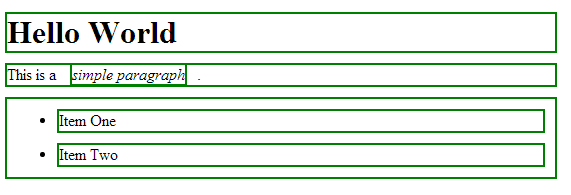 Hello World
This is a simple paragraph .
• Item One
• Item Two